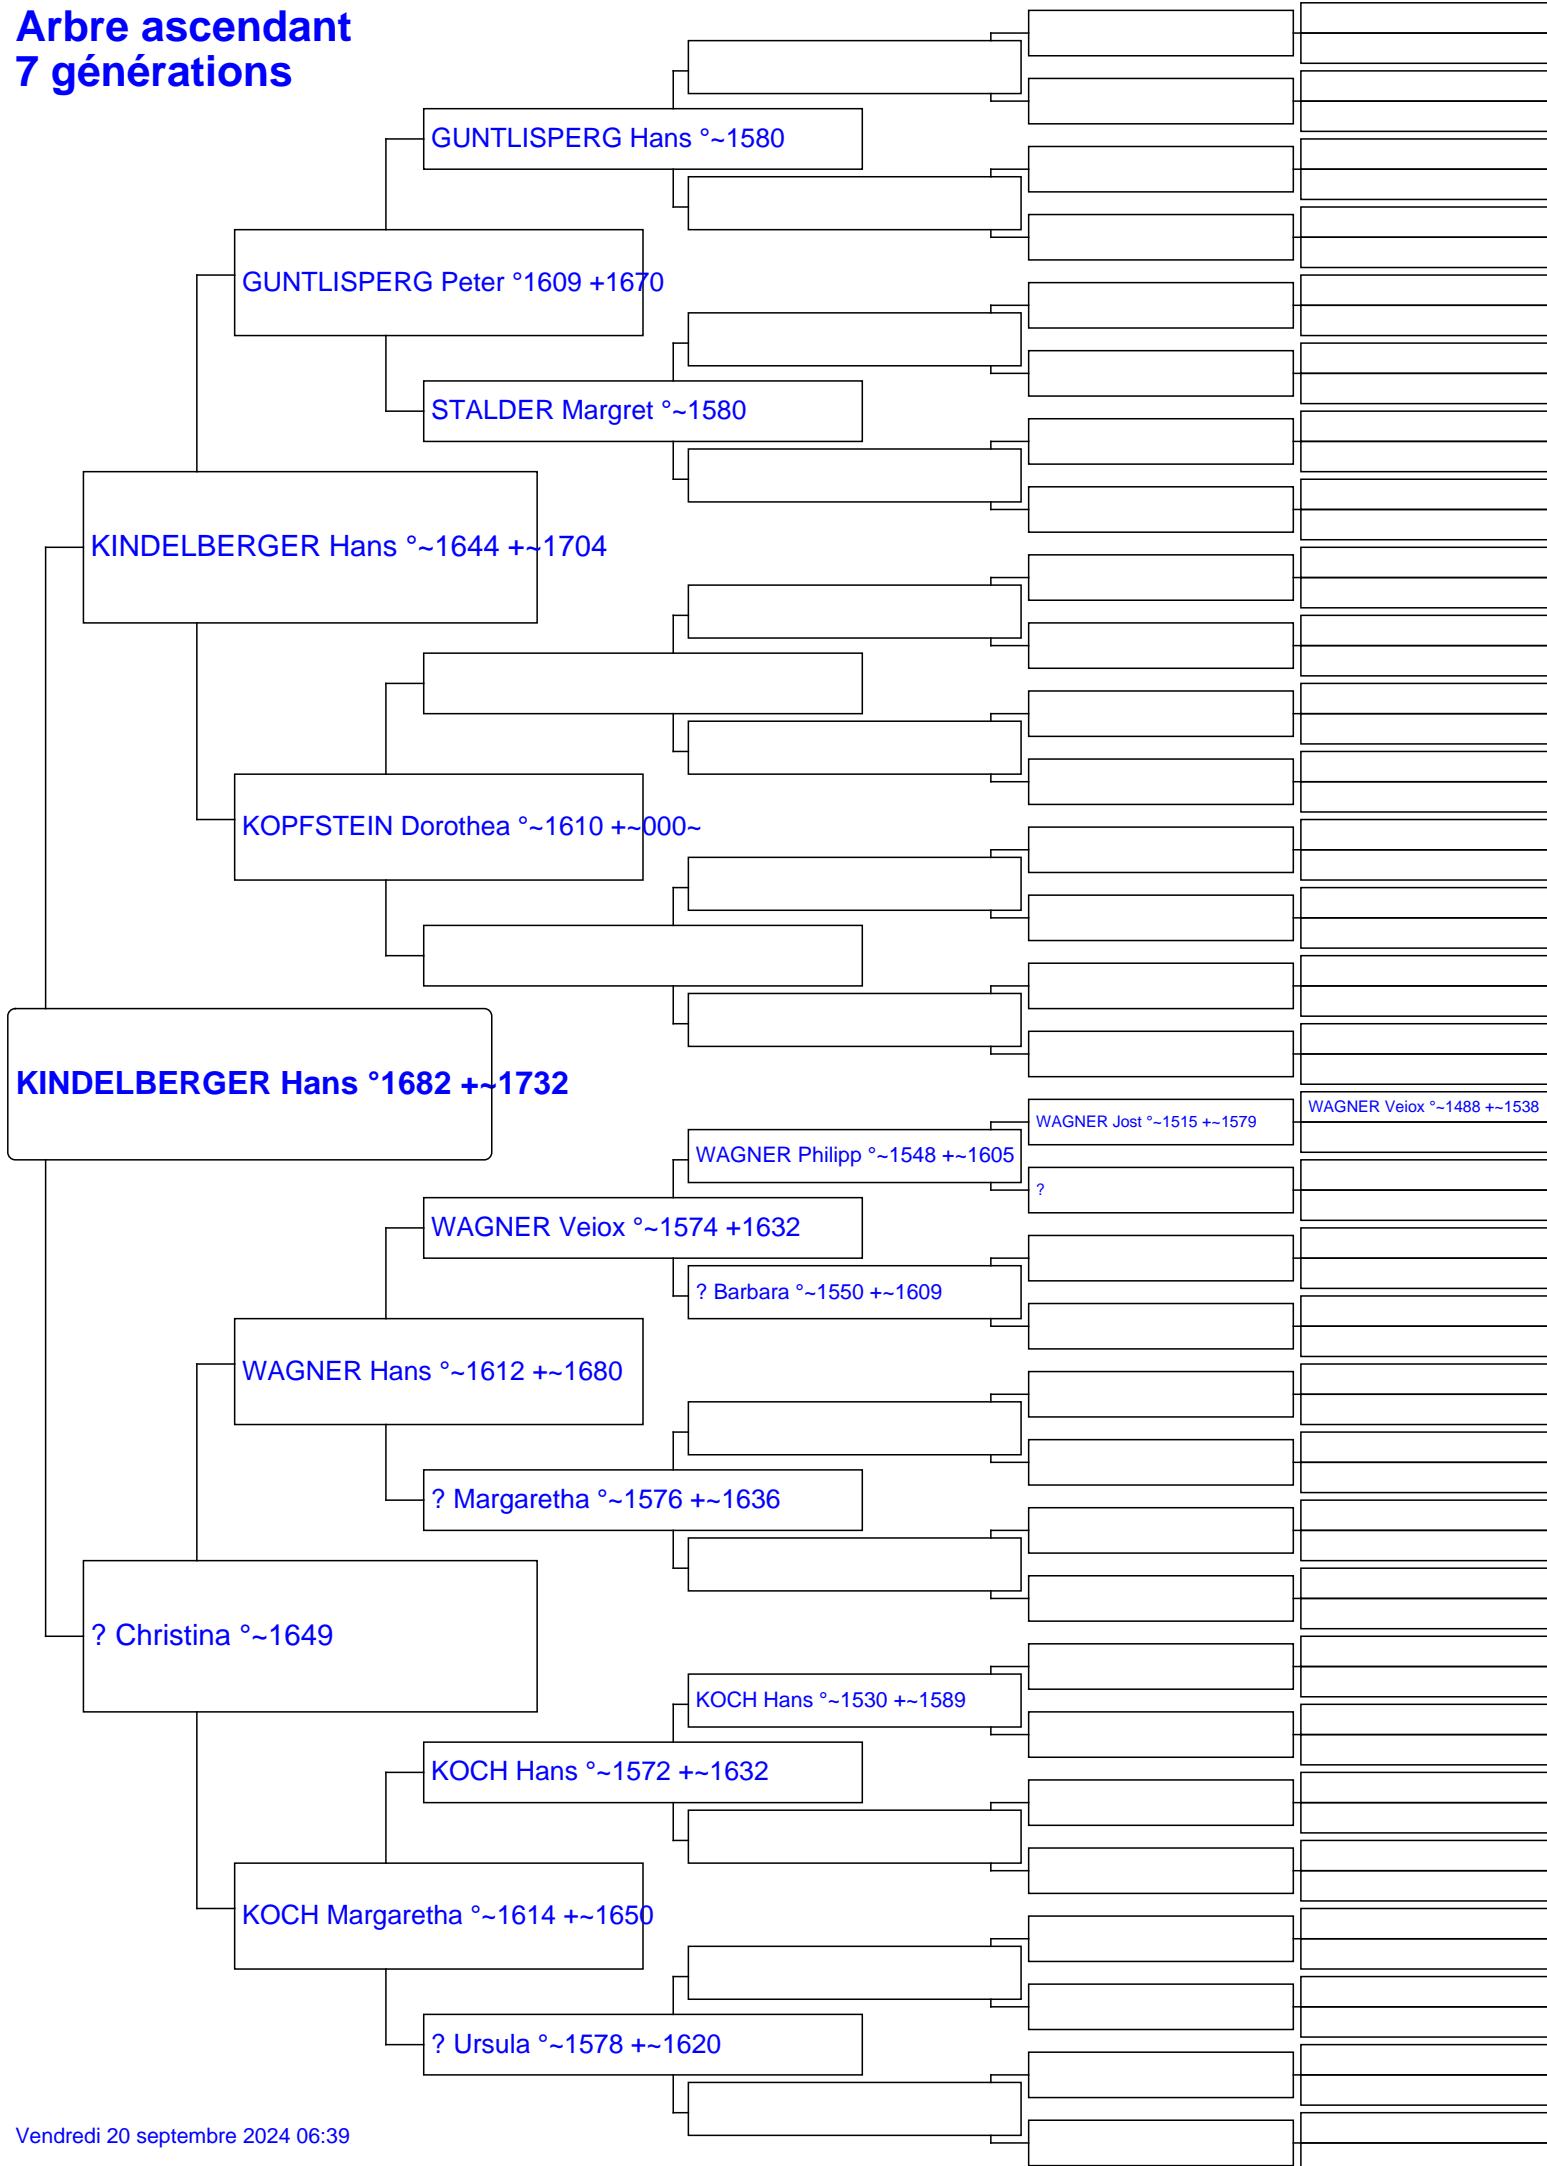 Arbre ascendant
7 générations
GUNTLISPERG Hans °~1580
GUNTLISPERG Peter °1609 +1670
STALDER Margret °~1580
KINDELBERGER Hans °~1644 +~1704
KOPFSTEIN Dorothea °~1610 +~000~
KINDELBERGER Hans °1682 +~1732
WAGNER Veiox °~1488 +~1538
WAGNER Jost °~1515 +~1579
WAGNER Philipp °~1548 +~1605
?
WAGNER Veiox °~1574 +1632
? Barbara °~1550 +~1609
WAGNER Hans °~1612 +~1680
? Margaretha °~1576 +~1636
? Christina °~1649
KOCH Hans °~1530 +~1589
KOCH Hans °~1572 +~1632
KOCH Margaretha °~1614 +~1650
? Ursula °~1578 +~1620
Vendredi 20 septembre 2024 06:39